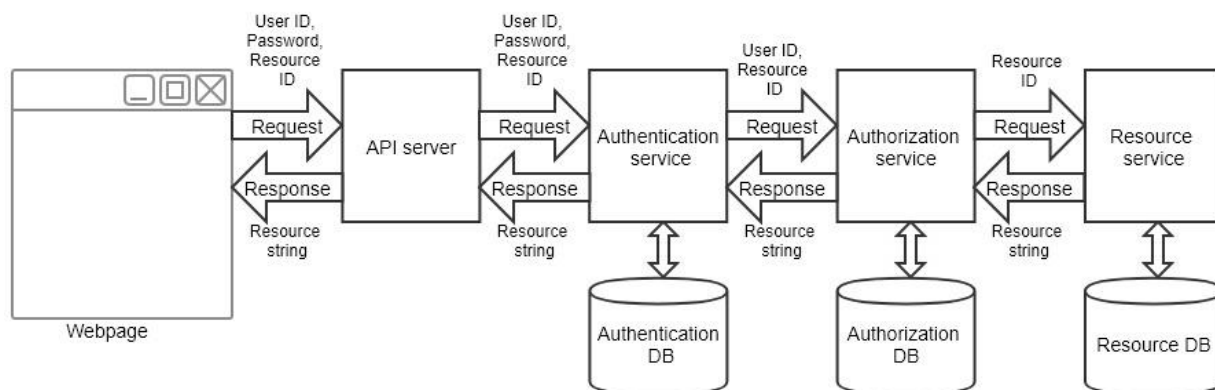 User ID,
Password,
Resource
ID
Request
Response
Resource
string
Webpage
API server
User ID,
Password,
Resource
ID
Request
Response
Resource
string
Authentication
service
Authentication
DB
User ID,
Resource
ID
Request
Response
Resource
string
Authorization
service
Authorization
DB
Resource
ID
Request
Response
Resource
string
Resource
service
Resource DB